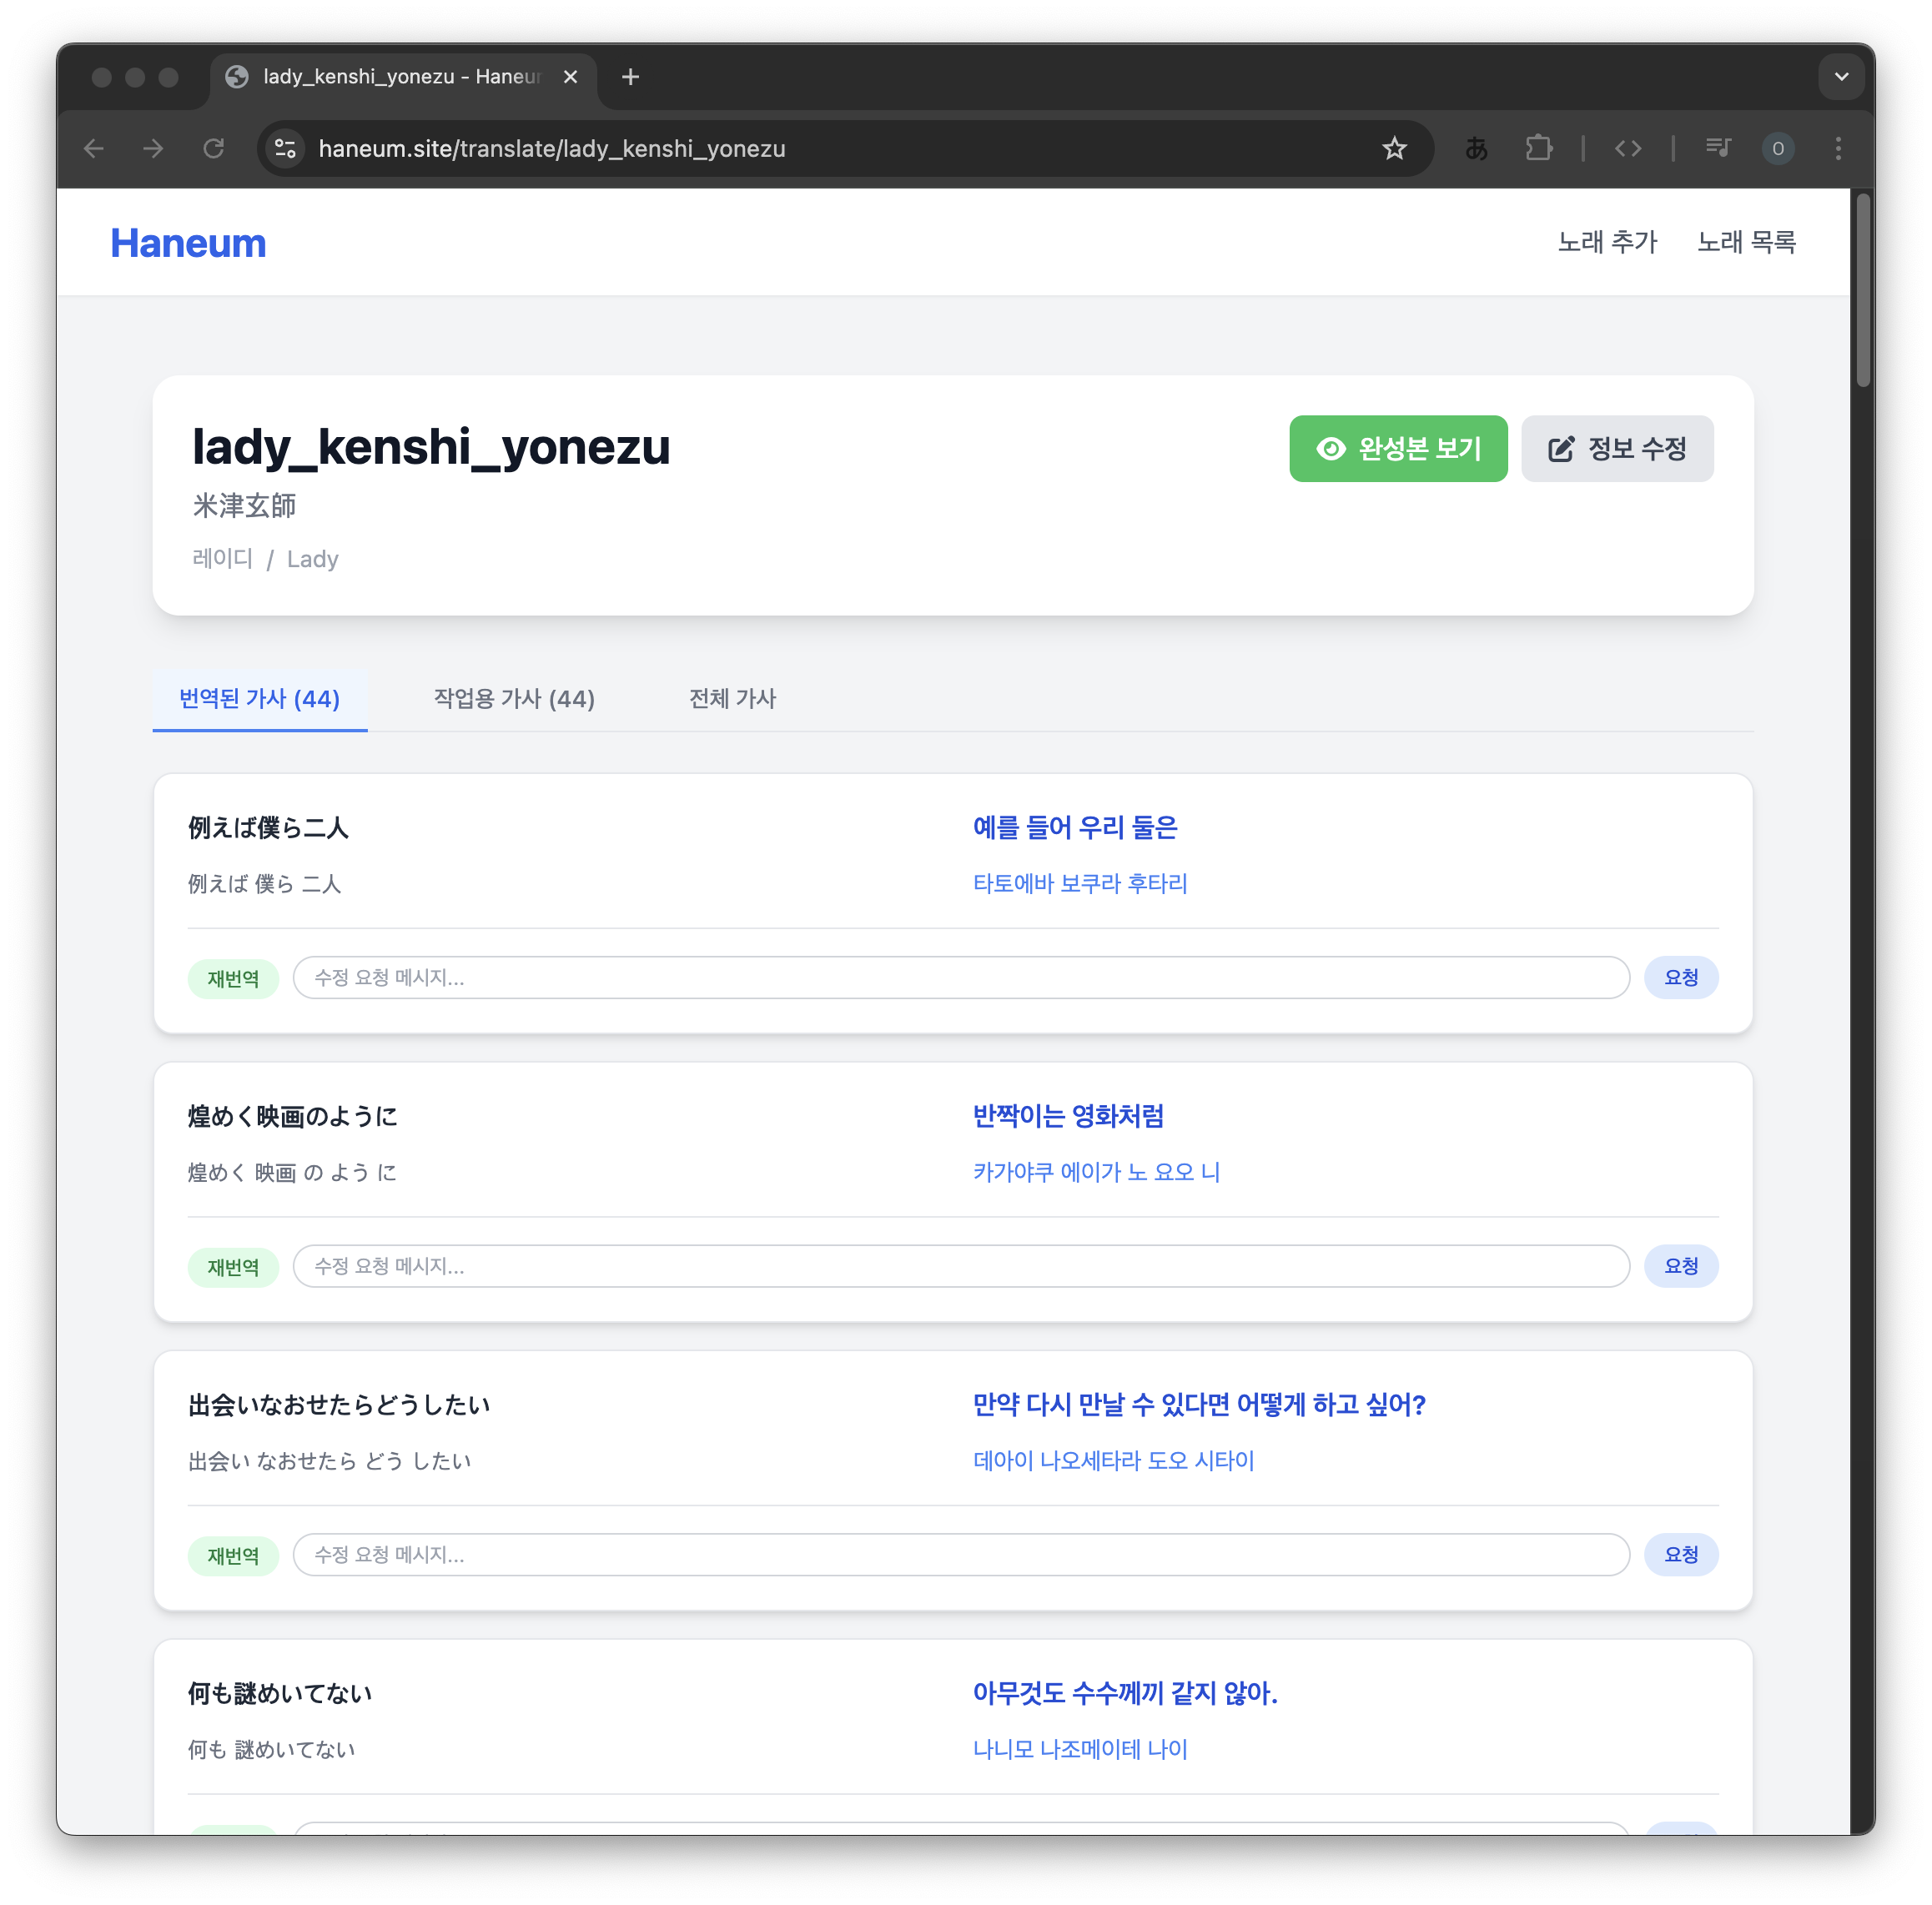 lady_kenshi_yonezu - Haneu
haneum.site/translate/lady_kenshi_yonezu
あ
O
Haneum
노래 추가
노래 목록
lady_kenshi_yonezu
완성본 보기
정보 수정
米津玄師
레이디 / Lady
번역된 가사 (44)
작업용 가사 (44)
전체 가사
例えば僕ら二人
예를 들어 우리 둘은
例えば 僕ら 二人
타토에바 보쿠라 후타리
재번역
수정 요청 메시지...
요청
煌めく映画のように
반짝이는 영화처럼
煌めく 映画 の よう に
카가야쿠 에이가 노 요오 니
재번역
수정 요청 메시지...
요청
出会いなおせたらどうしたい
만약 다시 만날 수 있다면 어떻게 하고 싶어?
出会い なおせたら どう したい
데아이 나오세타라 도오 시타이
재번역
수정 요청 메시지...
요청
何も謎めいてない
아무것도 수수께끼 같지 않아.
何も 謎めいてない
나니모 나조메이테 나이